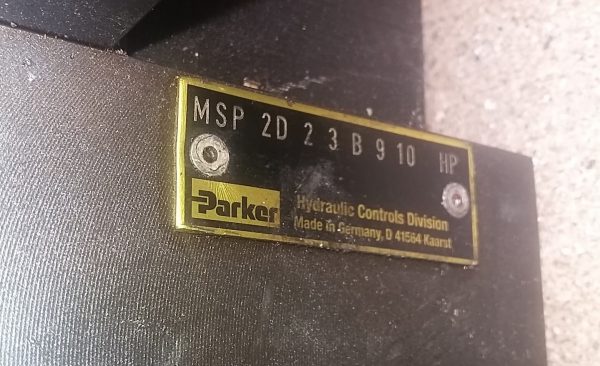 MSP 2D 2 3 B 9 10 HP
Parker
Hydraulic Controls Division
Made in Germany, D 41564 Kaarst